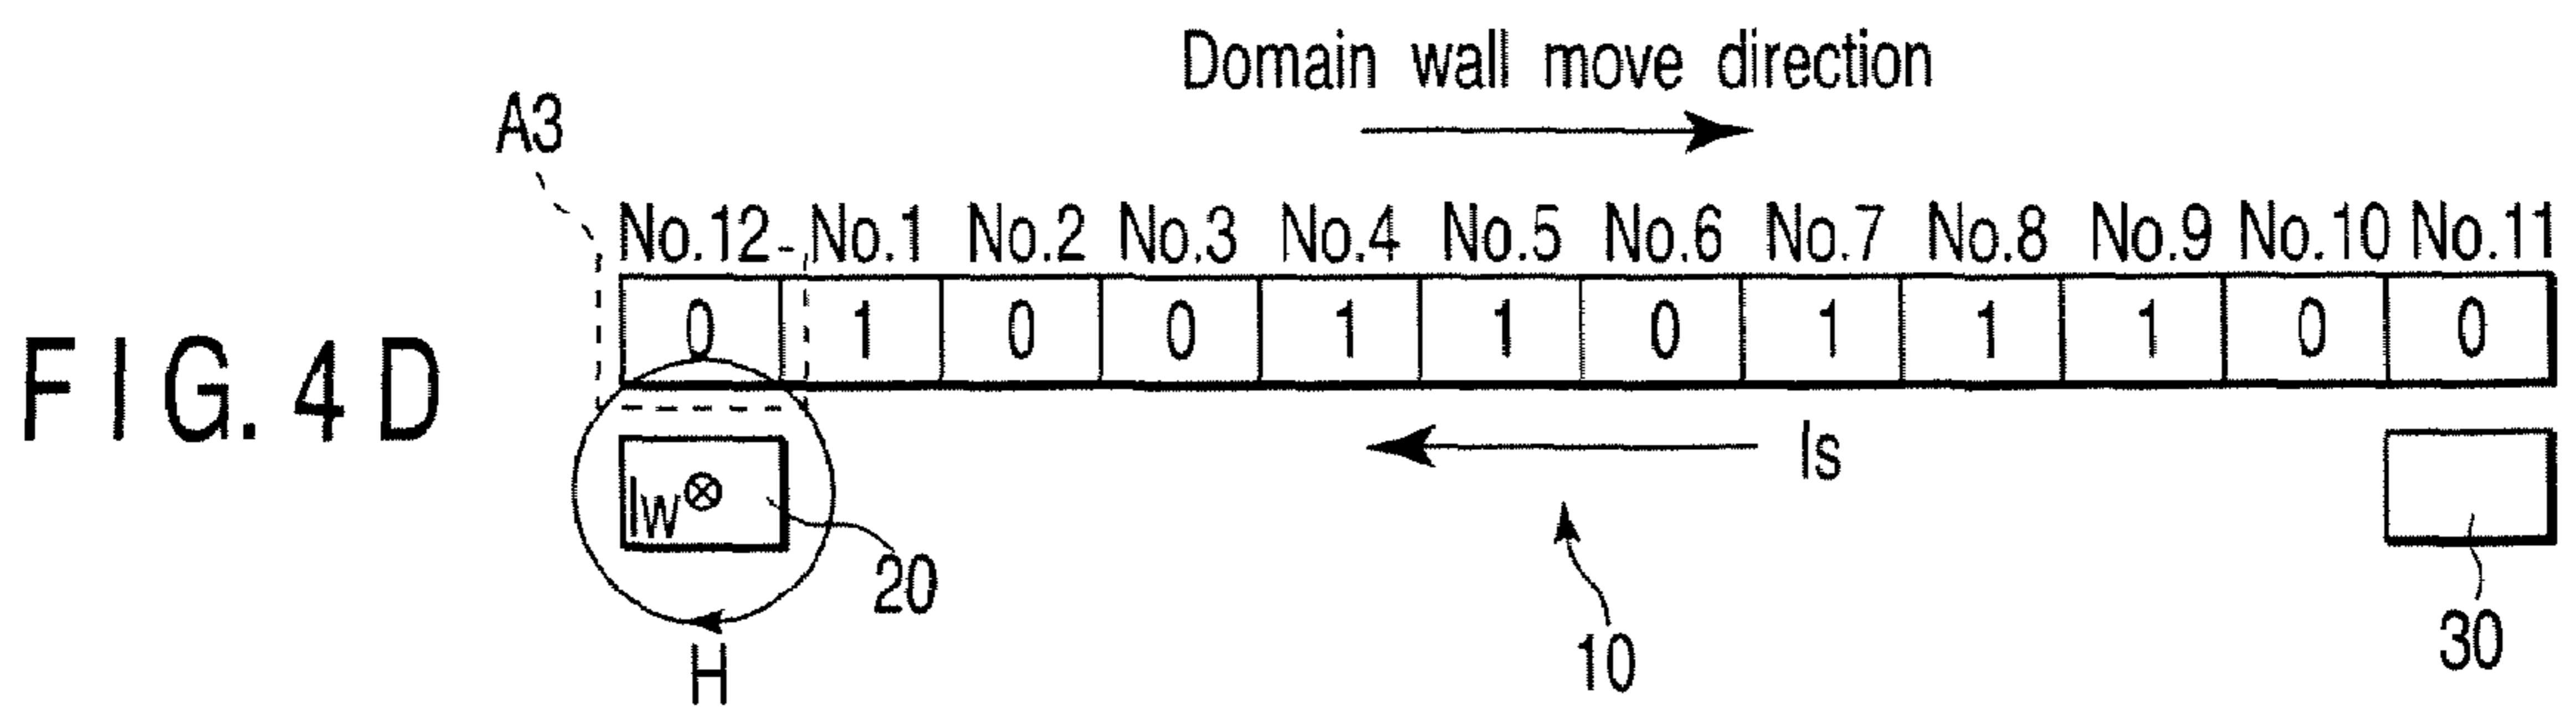 Domain wall move direction
A3
No.12 No.1 No.2 No.3 No.4 No.5 No.6 No.7 No.8 No.9 No.10 No.11
0 1 0 0 1 1 0 1 1 1 0 0
FIG. 4D
Is
Iw
20
10
30
H